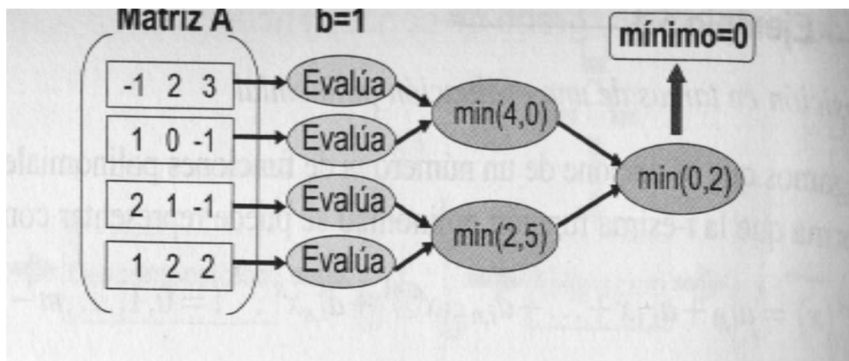 Matriz A
b=1
mínimo=0
-1 2 3
Evalúa
min(4,0)
1 0 -1
Evalúa
min(0,2)
2 1 -1
Evalúa
min(2,5)
1 2 2
Evalúa